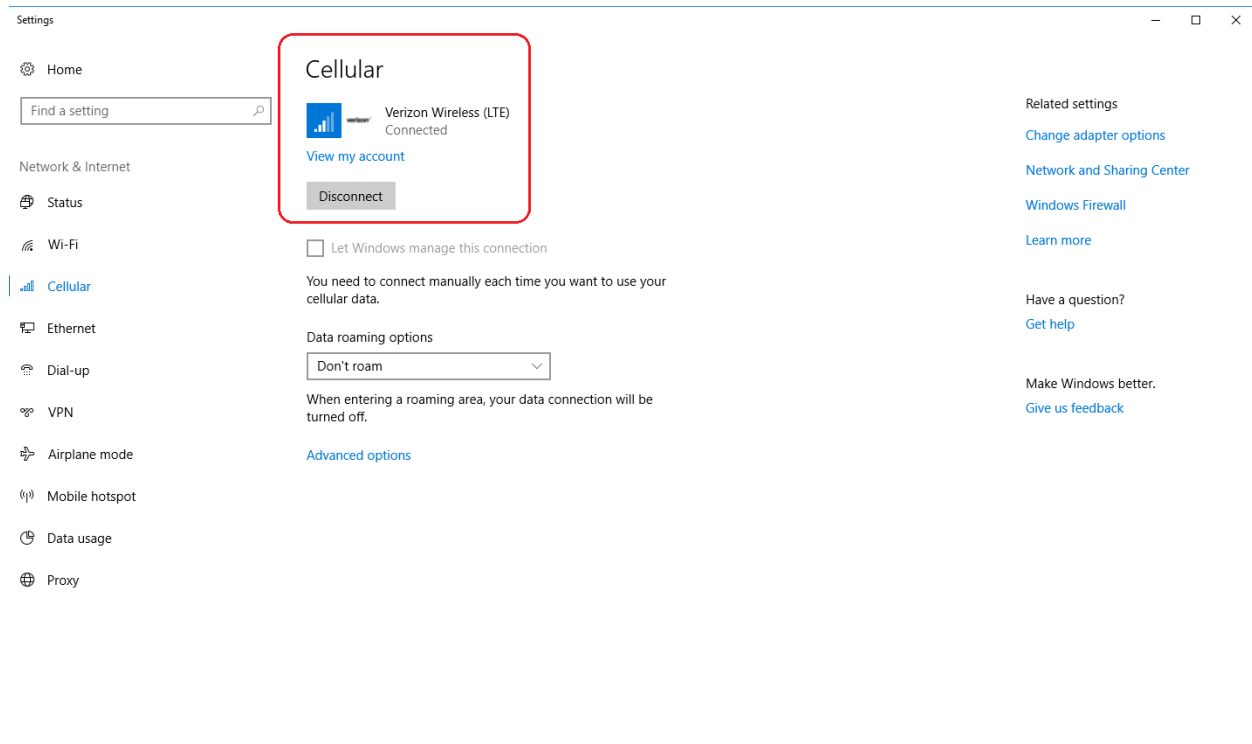 Settings
Home
Find a setting
Network & Internet
Status
Wi-Fi
Cellular
Ethernet
Dial-up
VPN
Airplane mode
Mobile hotspot
Data usage
Proxy
Cellular
verizon
Verizon Wireless (LTE)
Connected
View my account
Disconnect
Let Windows manage this connection
You need to connect manually each time you want to use your
cellular data.
Data roaming options
Don't roam
When entering a roaming area, your data connection will be
turned off.
Advanced options
Related settings
Change adapter options
Network and Sharing Center
Windows Firewall
Learn more
Have a question?
Get help
Make Windows better.
Give us feedback